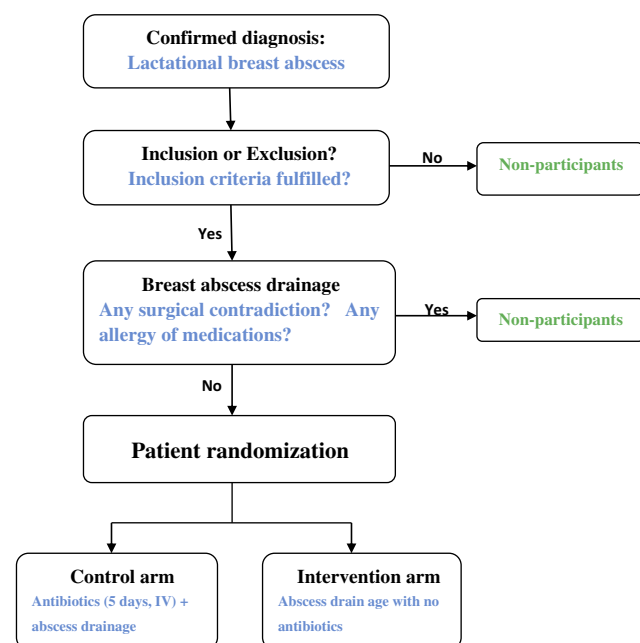 Confirmed diagnosis:
Lactational breast abscess
Inclusion or Exclusion?
Inclusion criteria fulfilled?
No
Non-participants
Yes
Breast abscess drainage
Any surgical contradiction? Any
allergy of medications?
Yes
Non-participants
No
Patient randomization
Control arm
Antibiotics (5 days, IV) +
abscess drainage
Intervention arm
Abscess drain age with no
antibiotics